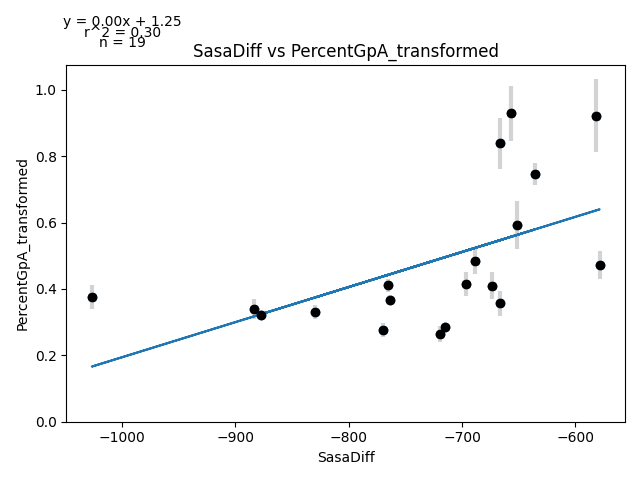 y = 0.00x + 1.25
r^2 = 0.30
n = 19
SasaDiff vs PercentGpA_transformed
1.0
0.8
0.6
0.4
0.2
0.0
PercentGpA_transformed
−1000
−900
−800
−700
−600
SasaDiff